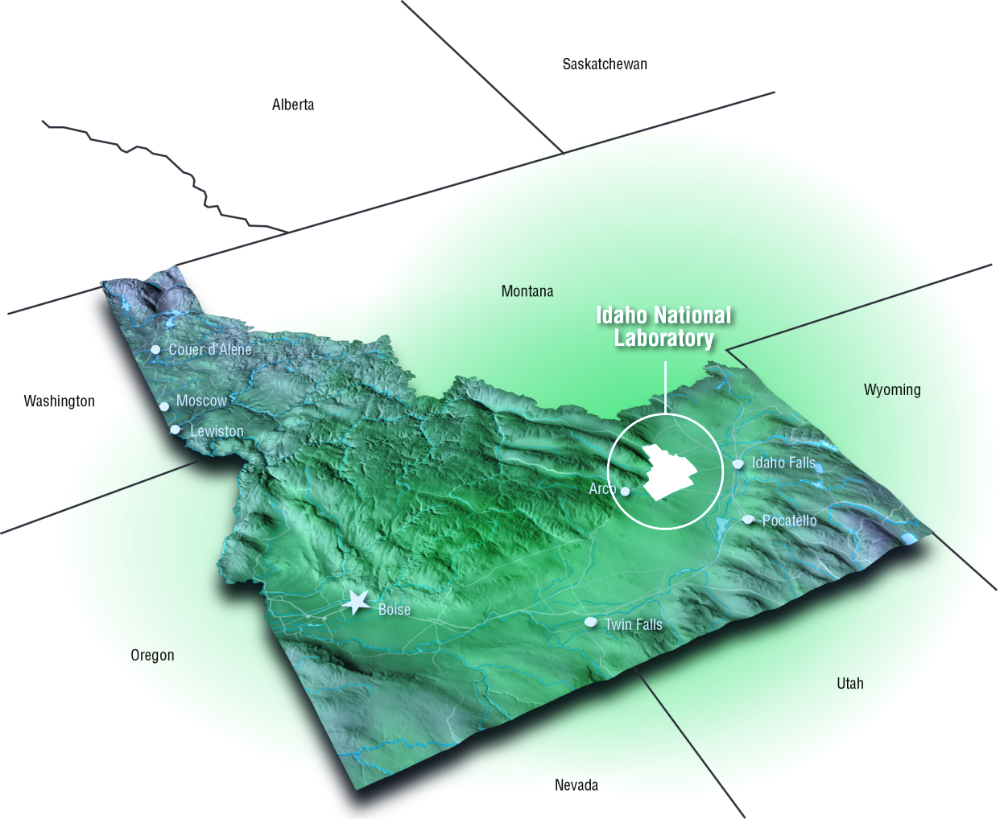 Saskatchewan
Alberta
Montana
Idaho National
Laboratory
Couer d'Alene
Wyoming
Washington
Moscow
Lewiston
Idaho Falls
Arco
Pocatello
Boise
Twin Falls
Oregon
Utah
Nevada